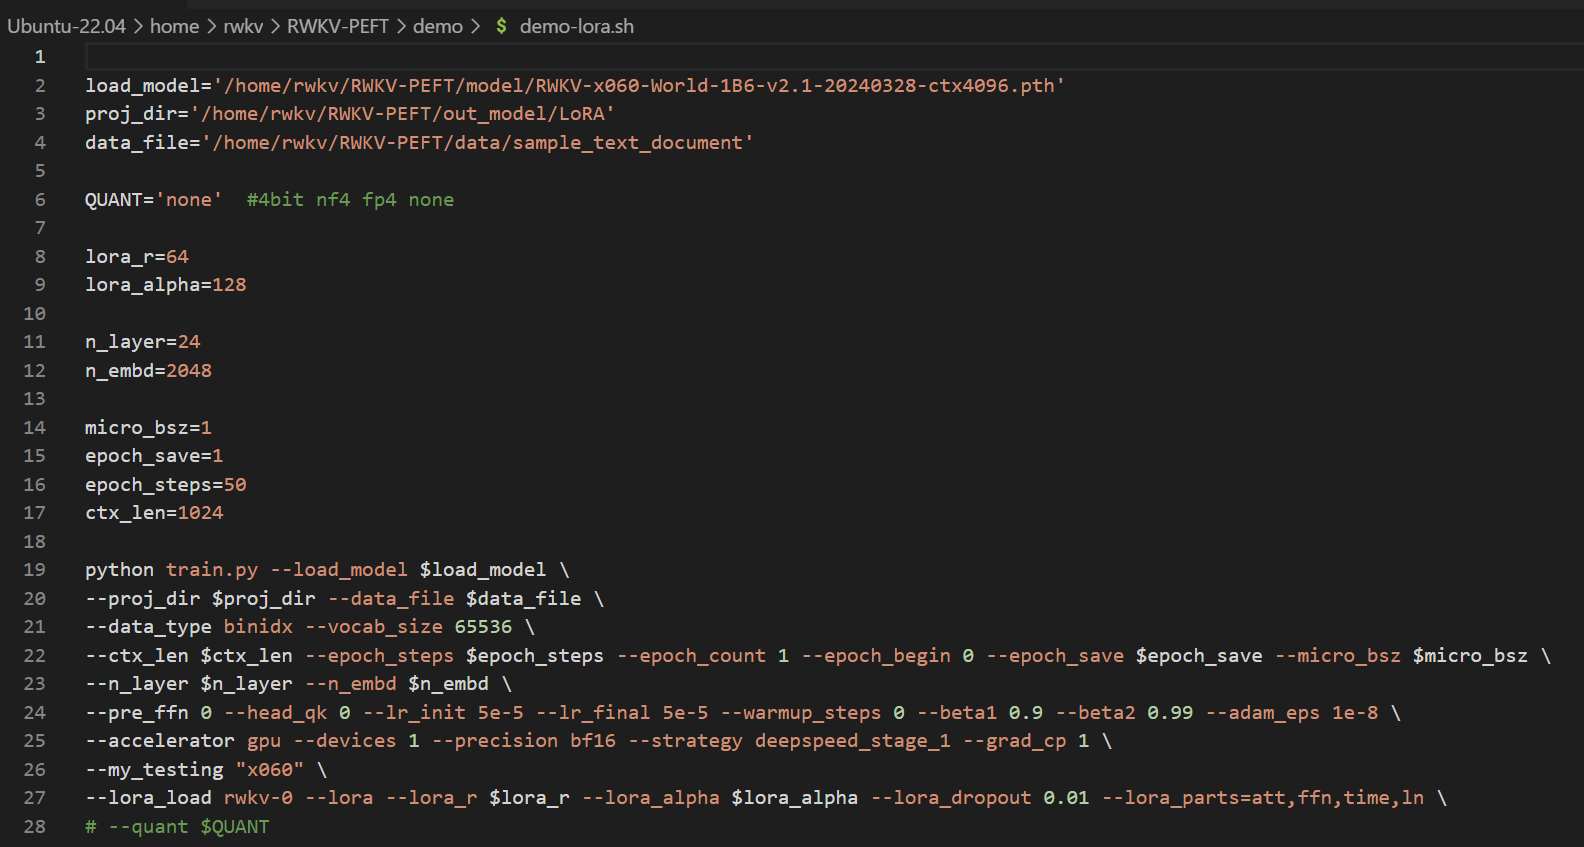 Ubuntu-22.04 > home > rwkv > RWKV-PEFT > demo > $ demo-lora.sh
1
2 load_model='/home/rwkv/RWKV-PEFT/model/RWKV-x060-World-1B6-v2.1-20240328-ctx4096.pth'
3 proj_dir='/home/rwkv/RWKV-PEFT/out_model/LoRA'
4 data_file='/home/rwkv/RWKV-PEFT/data/sample_text_document'
5
6 QUANT='none'  #4bit nf4 fp4 none
7
8 lora_r=64
9 lora_alpha=128
10
11 n_layer=24
12 n_embd=2048
13
14 micro_bsz=1
15 epoch_save=1
16 epoch_steps=50
17 ctx_len=1024
18
19 python train.py --load_model $load_model \
20 --proj_dir $proj_dir --data_file $data_file \
21 --data_type binidx --vocab_size 65536 \
22 --ctx_len $ctx_len --epoch_steps $epoch_steps --epoch_count 1 --epoch_begin 0 --epoch_save $epoch_save --micro_bsz $micro_bsz \
23 --n_layer $n_layer --n_embd $n_embd \
24 --pre_ffn 0 --head_qk 0 --lr_init 5e-5 --lr_final 5e-5 --warmup_steps 0 --beta1 0.9 --beta2 0.99 --adam_eps 1e-8 \
25 --accelerator gpu --devices 1 --precision bf16 --strategy deepspeed_stage_1 --grad_cp 1 \
26 --my_testing "x060" \
27 --lora_load rwkv-0 --lora --lora_r $lora_r --lora_alpha $lora_alpha --lora_dropout 0.01 --lora_parts=att,ffn,time,ln \
28 # --quant $QUANT